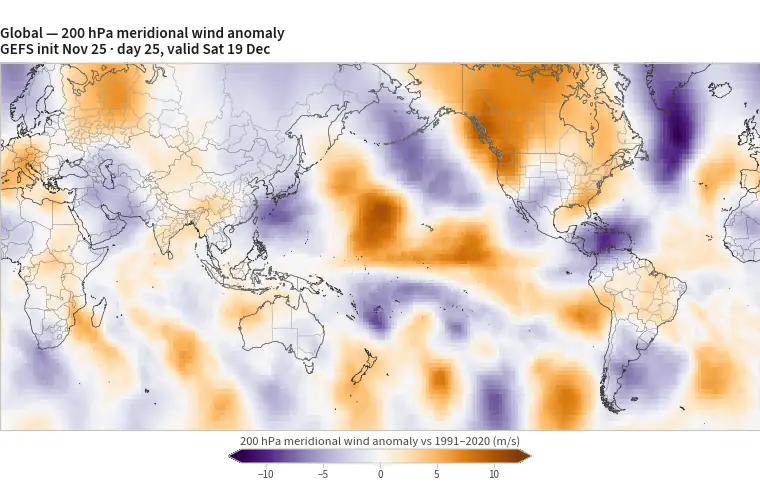 Global — 200 hPa meridional wind anomaly
GEFS init Nov 25 · day 25, valid Sat 19 Dec
200 hPa meridional wind anomaly vs 1991–2020 (m/s)
−10 −5 0 5 10